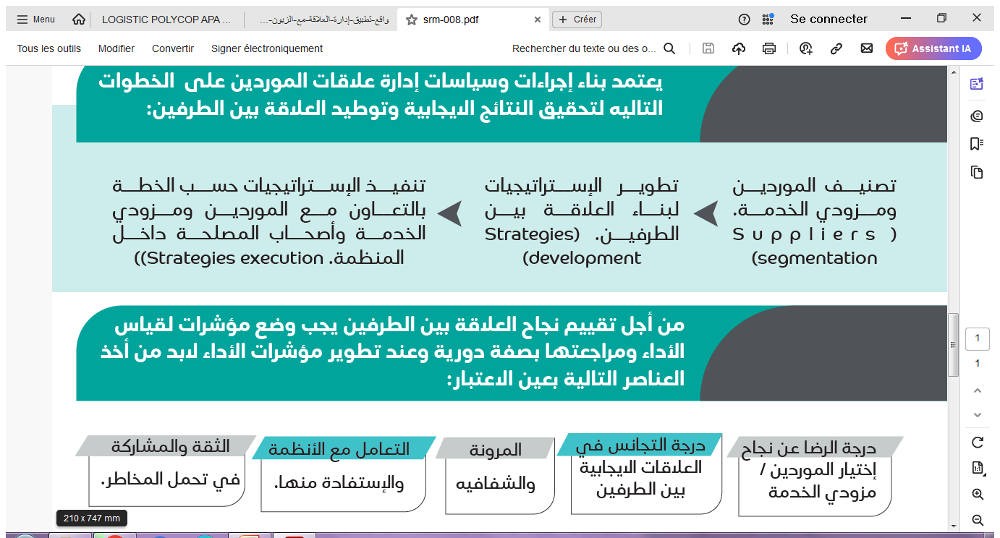 Menu
LOGISTIC POLYCOP APA ...
واقع-تطبيق-إدارة-العلاقة-مع-الزبون-...
srm-008.pdf
Créer
Se connecter
Tous les outils
Modifier
Convertir
Signer électroniquement
Rechercher du texte ou des o...
Assistant IA
يعتمد بناء إجراءات وسياسات إدارة علاقات الموردين على الخطوات
التاليه لتحقيق النتائج الايجابية وتوطيد العلاقة بين الطرفين:
تصنيف الموردين
ومزودي الخدمة.
( Suppliers
segmentation)
تطوير الإستراتيجيات
لبناء العلاقة بين
الطرفين. (Strategies
development)
تنفيذ الإستراتيجيات حسب الخطة
بالتعاون مع الموردين ومزودي
الخدمة وأصحاب المصلحة داخل
المنظمة. Strategies execution))
من أجل تقييم نجاح العلاقة بين الطرفين يجب وضع مؤشرات لقياس
الأداء ومراجعتها بصفة دورية وعند تطوير مؤشرات الأداء لابد من أخذ
العناصر التالية بعين الاعتبار:
درجة الرضا عن نجاح
إختيار الموردين /
مزودي الخدمة
درجة التجانس في
العلاقات الايجابية
بين الطرفين
المرونة
والشفافيه
التعامل مع الأنظمة
والإستفادة منها.
الثقة والمشاركة
في تحمل المخاطر.
210 x 747 mm
1
1